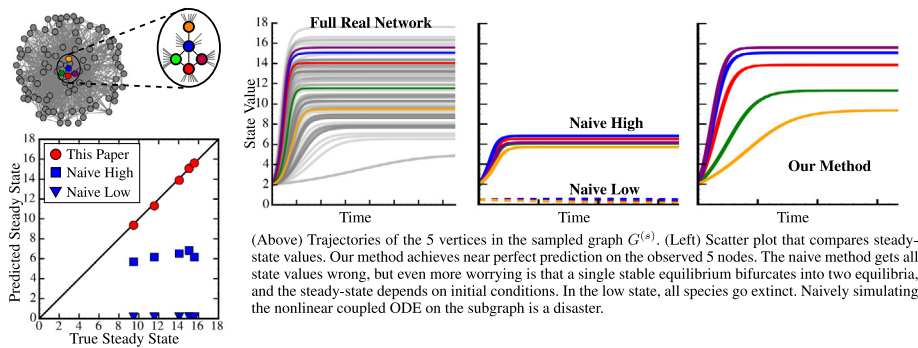 Full Real Network
State Value
18
16
14
12
10
8
6
4
2
Time
Naive High
Naive Low
Time
Our Method
Time
Predicted Steady State
18
16
14
12
10
8
6
4
2
0
This Paper
Naive High
Naive Low
0 2 4 6 8 10 12 14 16 18
True Steady State
(Above) Trajectories of the 5 vertices in the sampled graph G^(s). (Left) Scatter plot that compares steady-
state values. Our method achieves near perfect prediction on the observed 5 nodes. The naive method gets all
state values wrong, but even more worrying is that a single stable equilibrium bifurcates into two equilibria,
and the steady-state depends on initial conditions. In the low state, all species go extinct. Naively simulating
the nonlinear coupled ODE on the subgraph is a disaster.